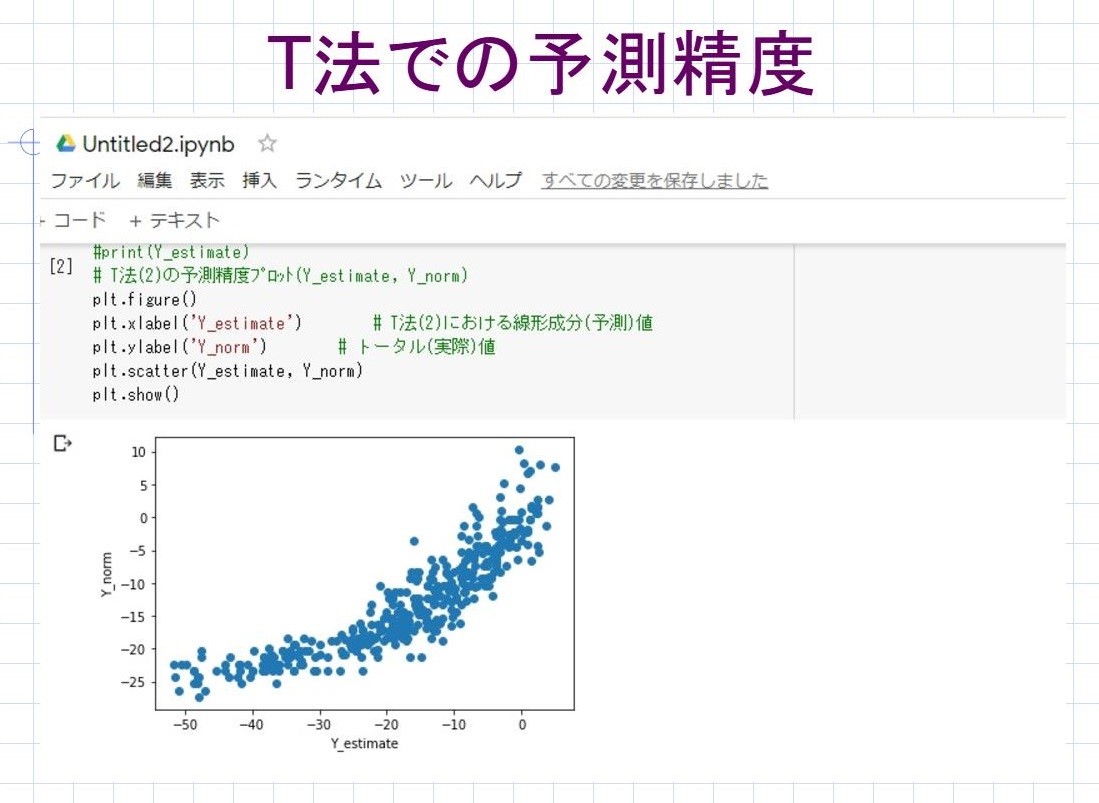 T法での予測精度
Untitled2.ipynb
ファイル 編集 表示 挿入 ランタイム ツール ヘルプ すべての変更を保存しました
+ コード + テキスト
#print(Y_estimate)
[2]
# T法(2)の予測精度ﾌﾟﾛｯﾄ(Y_estimate, Y_norm)
plt.figure()
plt.xlabel('Y_estimate') # T法(2)における線形成分(予測)値
plt.ylabel('Y_norm') # トータル(実際)値
plt.scatter(Y_estimate, Y_norm)
plt.show()
10
5
0
−5
−10
−15
−20
−25
Y_norm
−50 −40 −30 −20 −10 0
Y_estimate